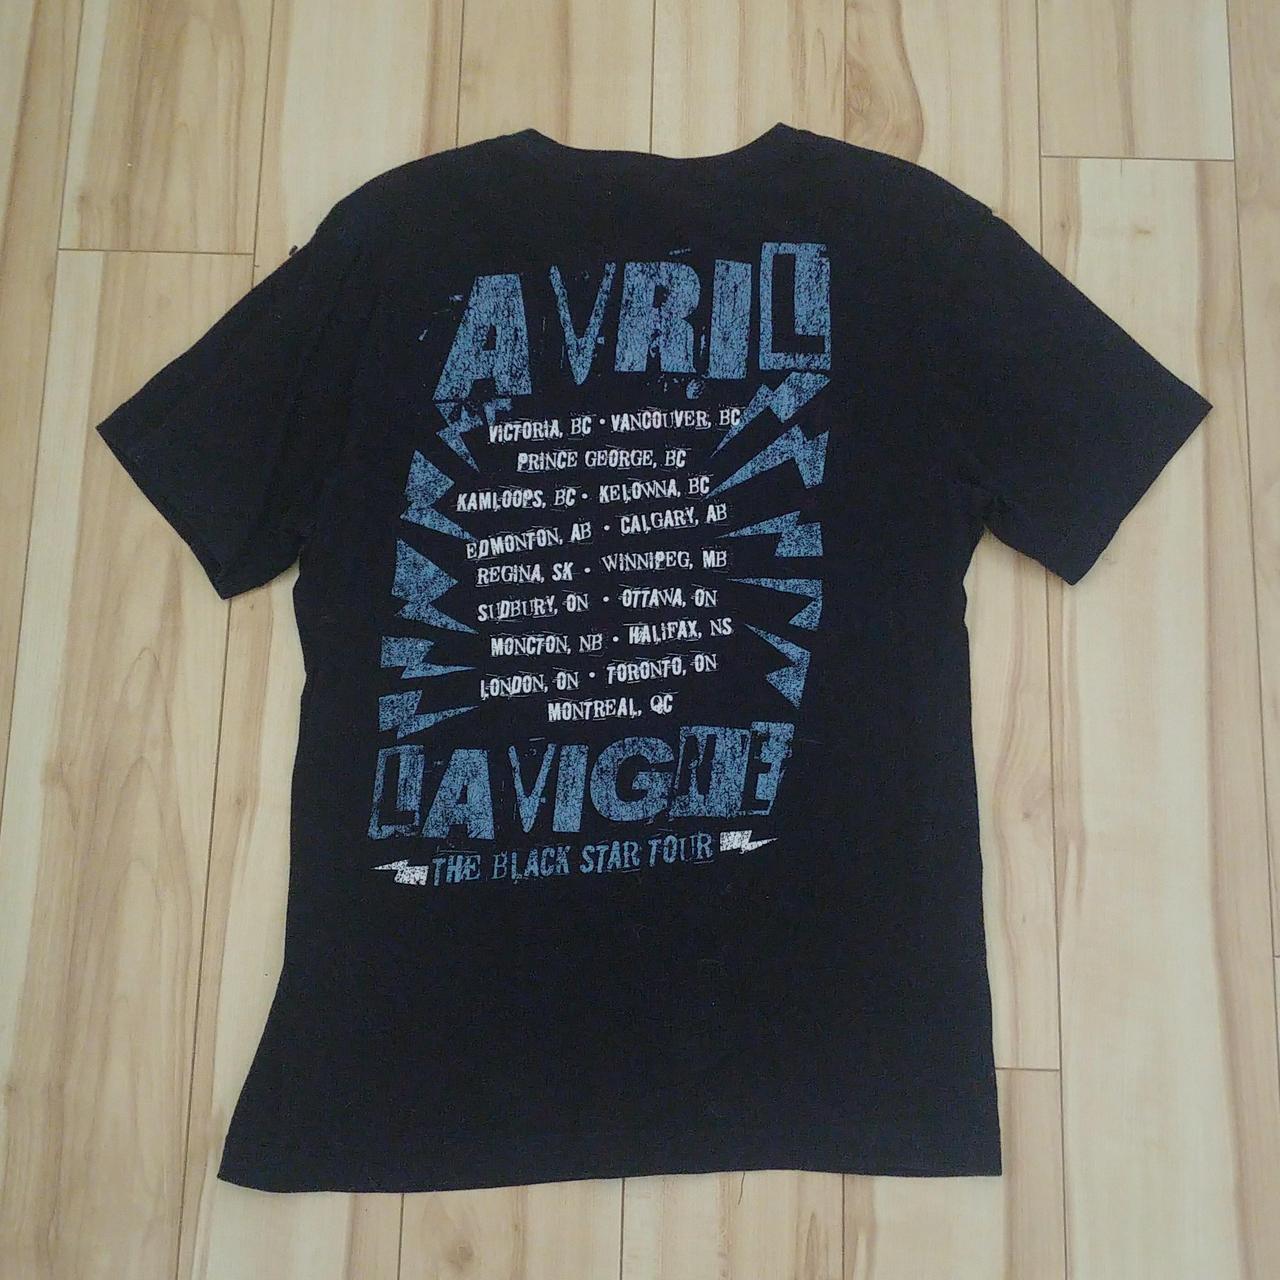 AVRIL
VICTORIA, BC • VANCOUVER, BC
PRINCE GEORGE, BC
KAMLOOPS, BC • KELOWNA, BC
EDMONTON, AB • CALGARY, AB
REGINA, SK • WINNIPEG, MB
SUDBURY, ON • OTTAWA, ON
MONCTON, NB • HALIFAX, NS
LONDON, ON • TORONTO, ON
MONTREAL, QC
LAVIGNE
THE BLACK STAR TOUR